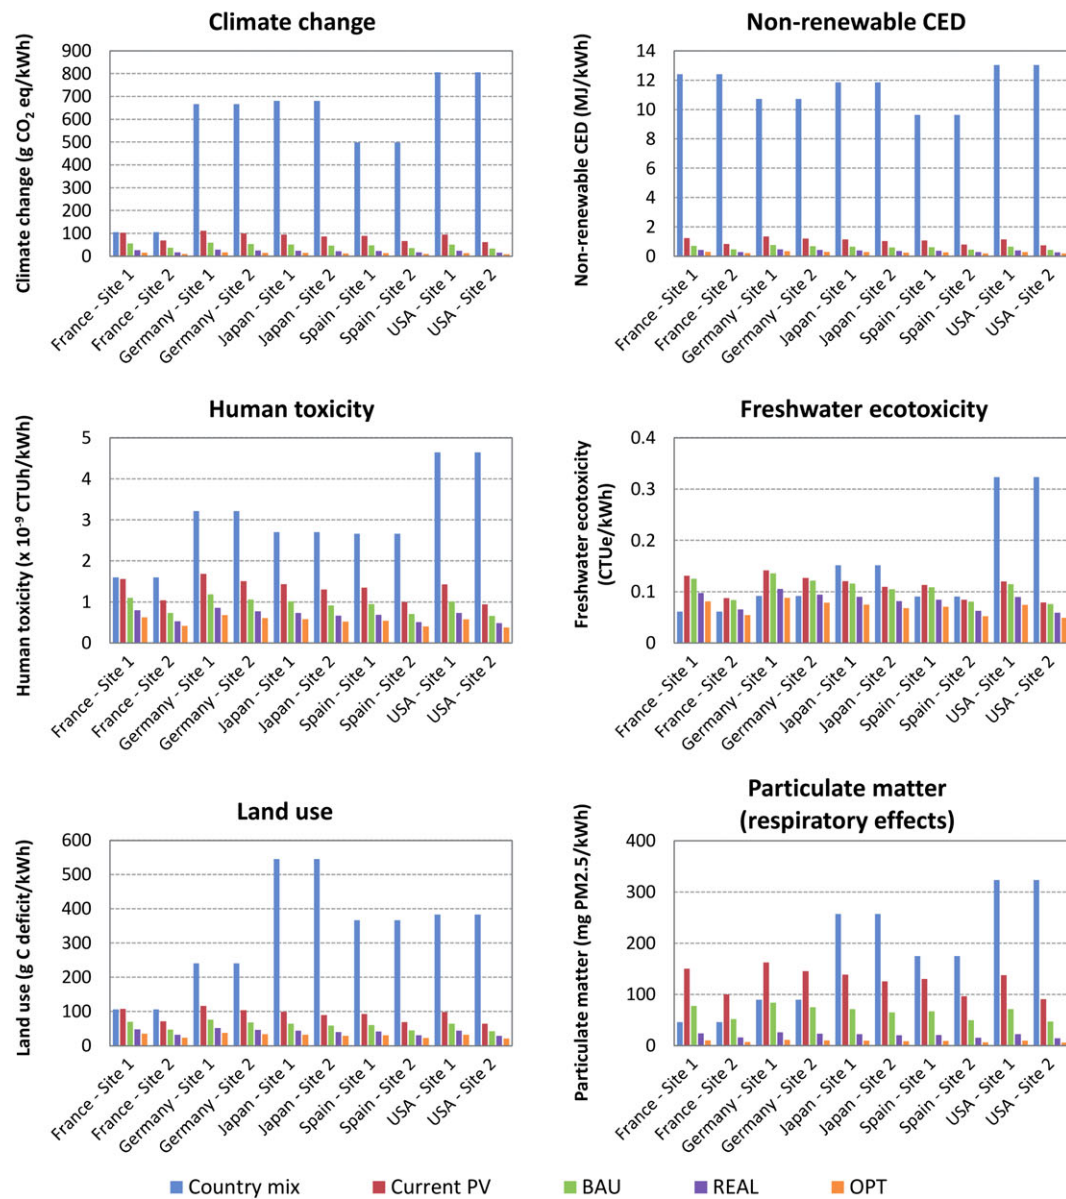 Climate change
Climate change (g CO₂ eq/kWh)
900
800
700
600
500
400
300
200
100
0
France - Site 1
France - Site 2
Germany - Site 1
Germany - Site 2
Japan - Site 1
Japan - Site 2
Spain - Site 1
Spain - Site 2
USA - Site 1
USA - Site 2
Non-renewable CED
Non-renewable CED (MJ/kWh)
14
12
10
8
6
4
2
0
France - Site 1
France - Site 2
Germany - Site 1
Germany - Site 2
Japan - Site 1
Japan - Site 2
Spain - Site 1
Spain - Site 2
USA - Site 1
USA - Site 2
Human toxicity
Human toxicity (x 10⁻⁹ CTUh/kWh)
5
4
3
2
1
0
France - Site 1
France - Site 2
Germany - Site 1
Germany - Site 2
Japan - Site 1
Japan - Site 2
Spain - Site 1
Spain - Site 2
USA - Site 1
USA - Site 2
Freshwater ecotoxicity
Freshwater ecotoxicity
(CTUe/kWh)
0.4
0.3
0.2
0.1
0
France - Site 1
France - Site 2
Germany - Site 1
Germany - Site 2
Japan - Site 1
Japan - Site 2
Spain - Site 1
Spain - Site 2
USA - Site 1
USA - Site 2
Land use
Land use (g C deficit/kWh)
600
500
400
300
200
100
0
France - Site 1
France - Site 2
Germany - Site 1
Germany - Site 2
Japan - Site 1
Japan - Site 2
Spain - Site 1
Spain - Site 2
USA - Site 1
USA - Site 2
Particulate matter
(respiratory effects)
Particulate matter (mg PM2.5/kWh)
400
300
200
100
0
France - Site 1
France - Site 2
Germany - Site 1
Germany - Site 2
Japan - Site 1
Japan - Site 2
Spain - Site 1
Spain - Site 2
USA - Site 1
USA - Site 2
Country mix
Current PV
BAU
REAL
OPT